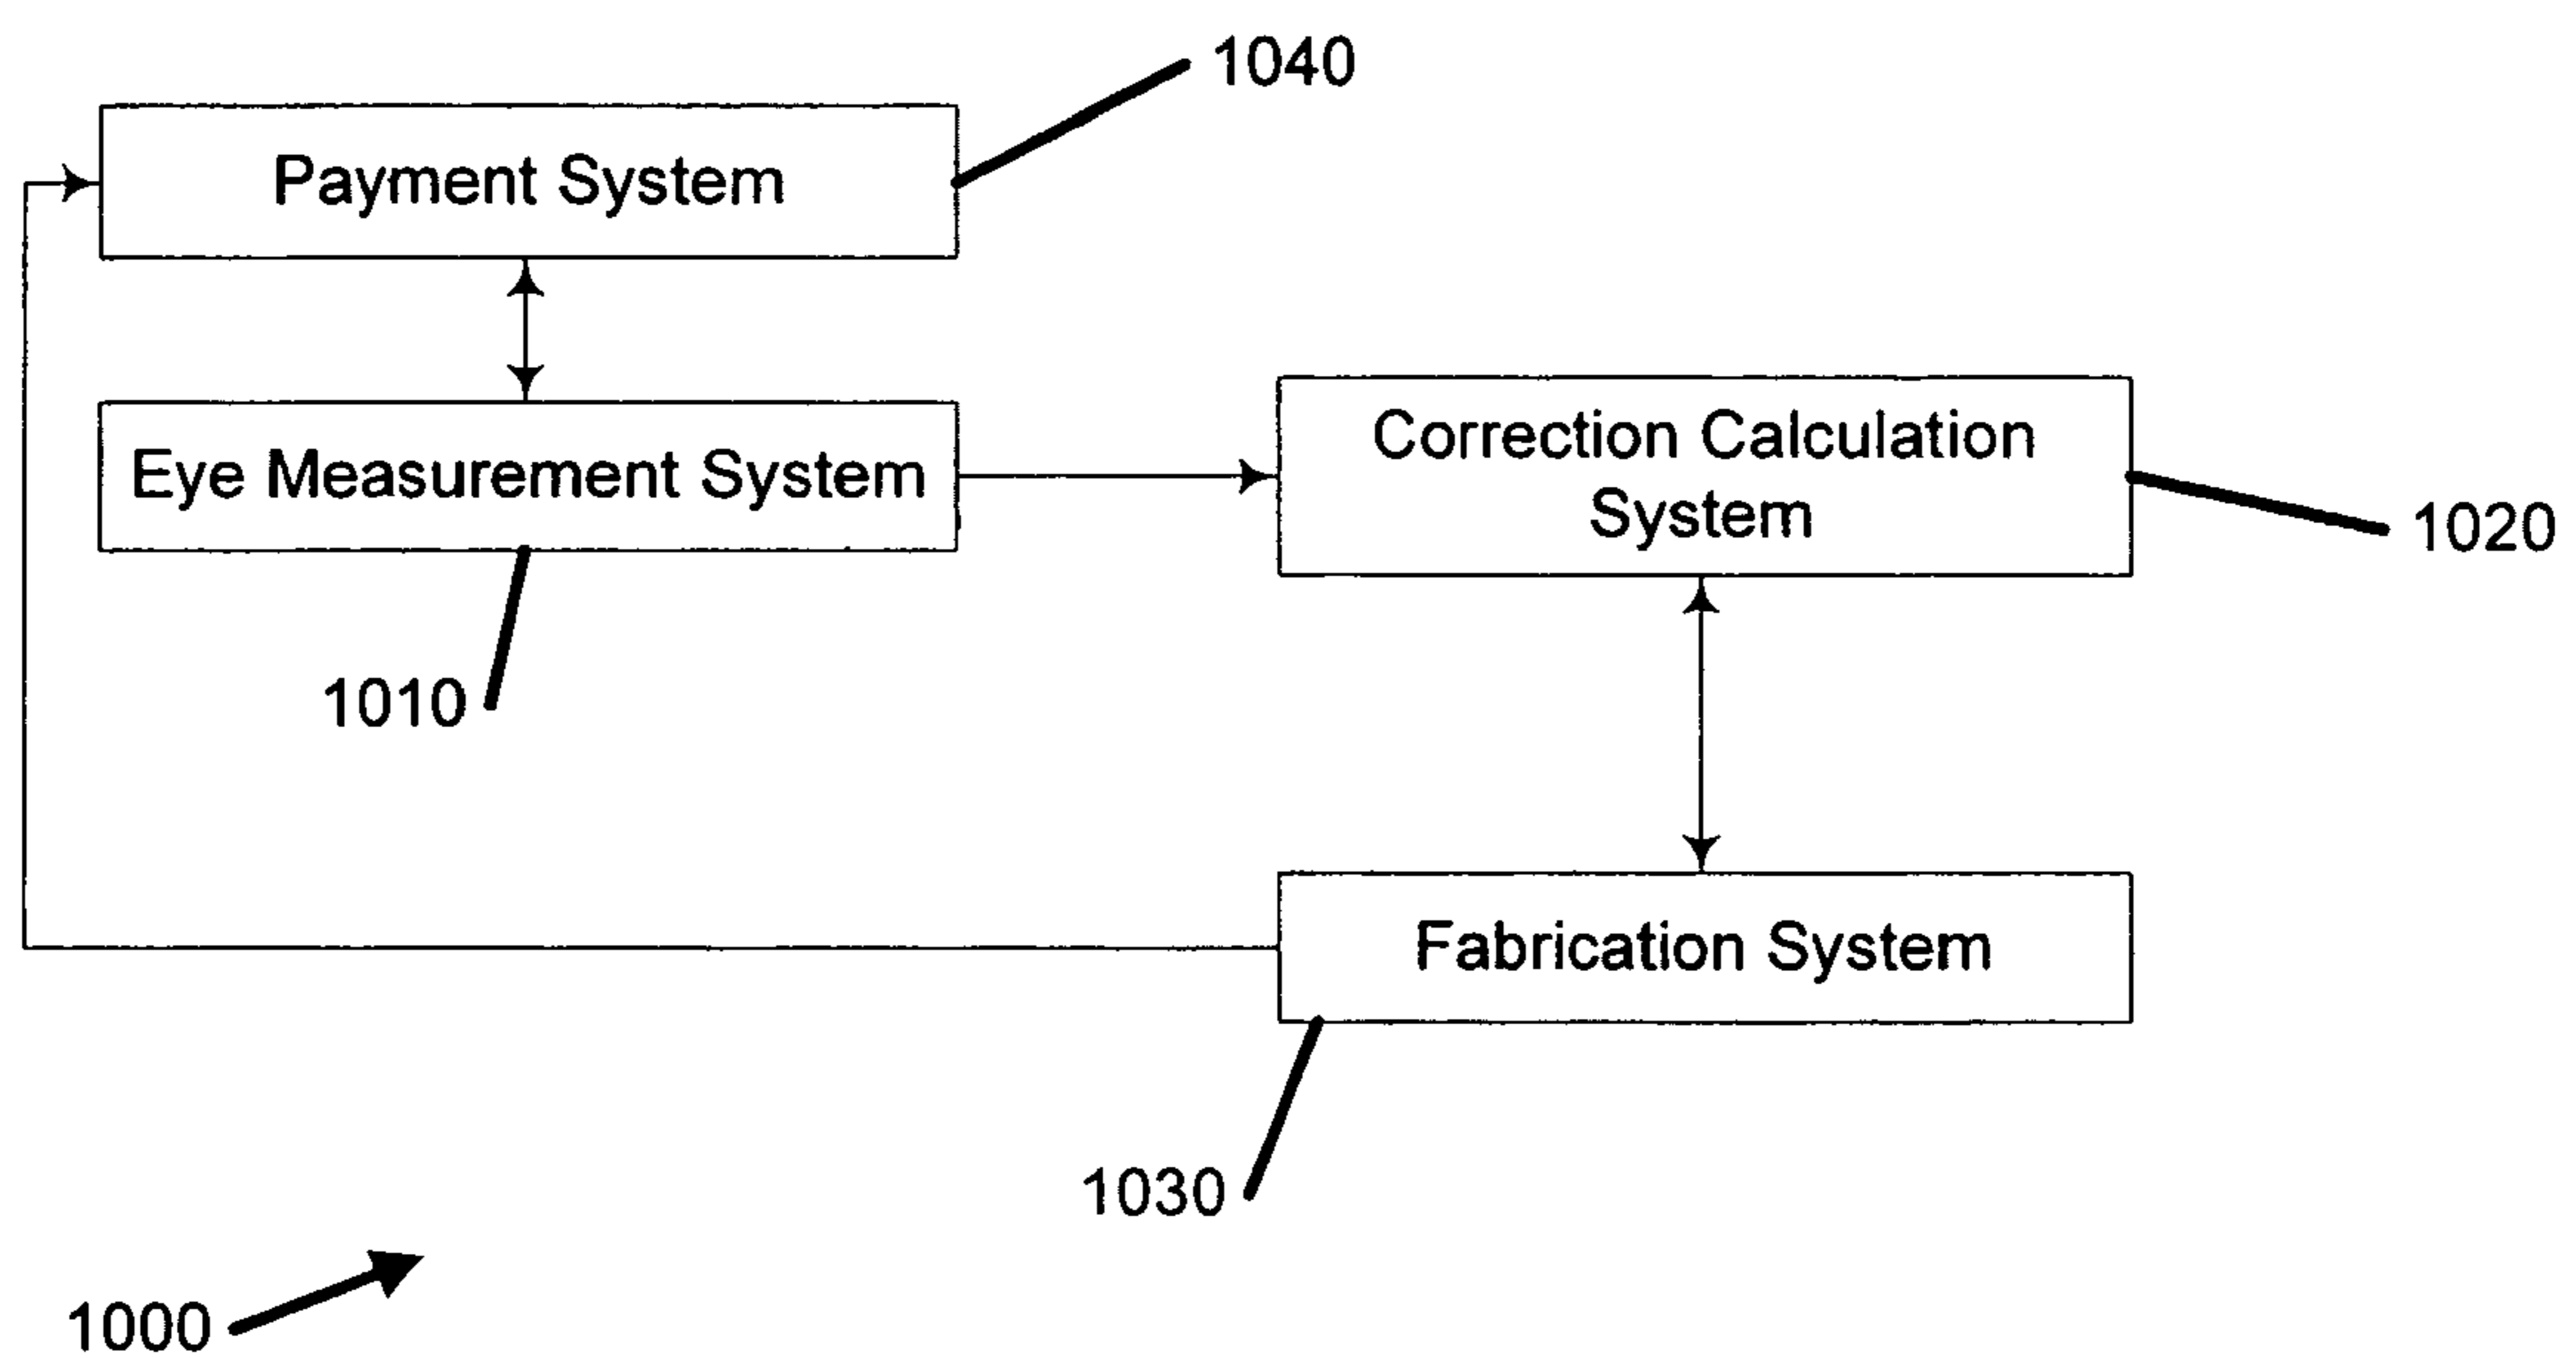 1040
Payment System
Eye Measurement System
Correction Calculation
System
1020
1010
Fabrication System
1030
1000